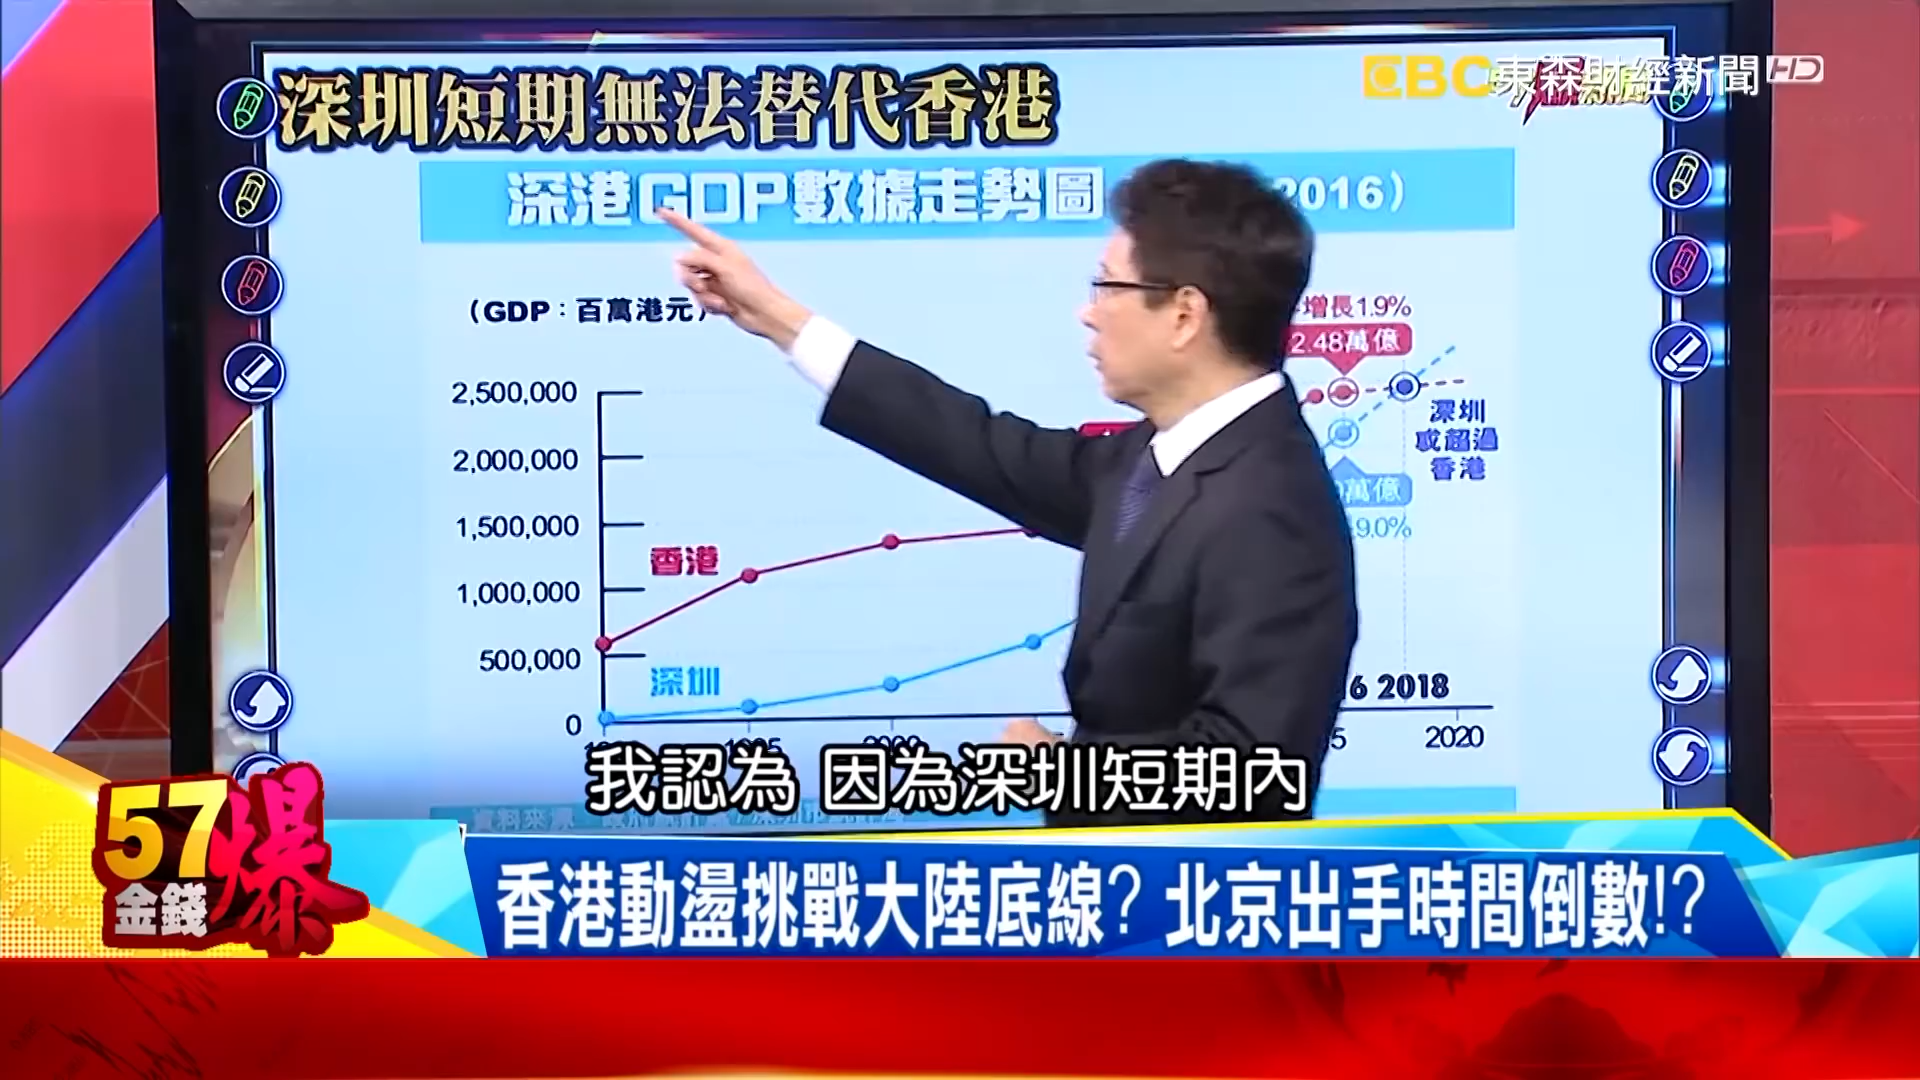 深圳短期無法替代香港
EBC 東森財經新聞 HD
深港GDP數據走勢圖 2016)
(GDP:百萬港元)
增長1.9%
2.48萬億
2,500,000
2,000,000
1,500,000
1,000,000
500,000
0
香港
深圳
深圳
或超過
香港
萬億
9.0%
6 2018
5
2020
我認為 因為深圳短期內
57
金錢
爆
香港動盪挑戰大陸底線? 北京出手時間倒數!?